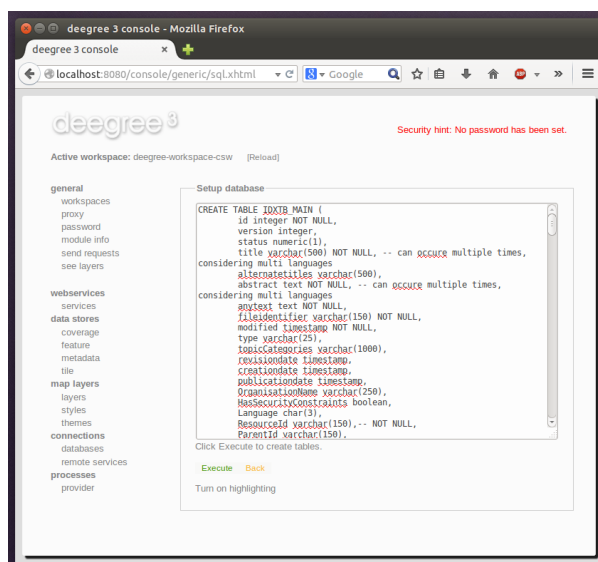 deegree 3 console - Mozilla Firefox
deegree 3 console
localhost:8080/console/generic/sql.xhtml
Google
deegree 3
Security hint: No password has been set.
Active workspace: deegree-workspace-csw [Reload]
general
workspaces
proxy
password
module info
send requests
see layers
webservices
services
data stores
coverage
feature
metadata
tile
map layers
layers
styles
themes
connections
databases
remote services
processes
provider
Setup database
CREATE TABLE IDXTB_MAIN (
id integer NOT NULL,
version integer,
status numeric(1),
title varchar(500) NOT NULL, -- can occure multiple times,
considering multi languages
alternatetitles varchar(500),
abstract text NOT NULL, -- can occure multiple times,
considering multi languages
anytext text NOT NULL,
fileidentifier varchar(150) NOT NULL,
modified timestamp NOT NULL,
type varchar(25),
topicCategories varchar(1000),
revisiondate timestamp,
creationdate timestamp,
publicationdate timestamp,
OrganisationName varchar(250),
HasSecurityConstraints boolean,
Language char(3),
ResourceId varchar(150),-- NOT NULL,
ParentId varchar(150),
Click Execute to create tables.
Execute Back
Turn on highlighting